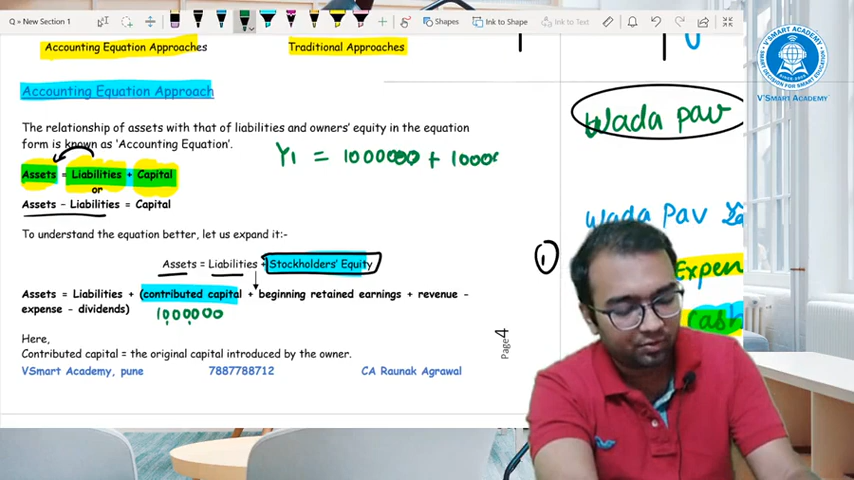 Q » New Section 1
Shapes
Ink to Shape
Ink to Text
Accounting Equation Approaches
Traditional Approaches
V'SMART ACADEMY
V'Smart Academy
Accounting Equation Approach
Wada pav
The relationship of assets with that of liabilities and owners' equity in the equation
form is known as 'Accounting Equation'.
Y1 = 1000000 + 10000
Assets = Liabilities + Capital
or
Assets – Liabilities = Capital
Wada Pav
To understand the equation better, let us expand it:-
①
Assets = Liabilities + Stockholders' Equity
Expen
Assets = Liabilities + (contributed capital + beginning retained earnings + revenue –
expense – dividends)
1000000
cash
Here,
Contributed capital = the original capital introduced by the owner.
Page4
VSmart Academy, pune
7887788712
CA Raunak Agrawal